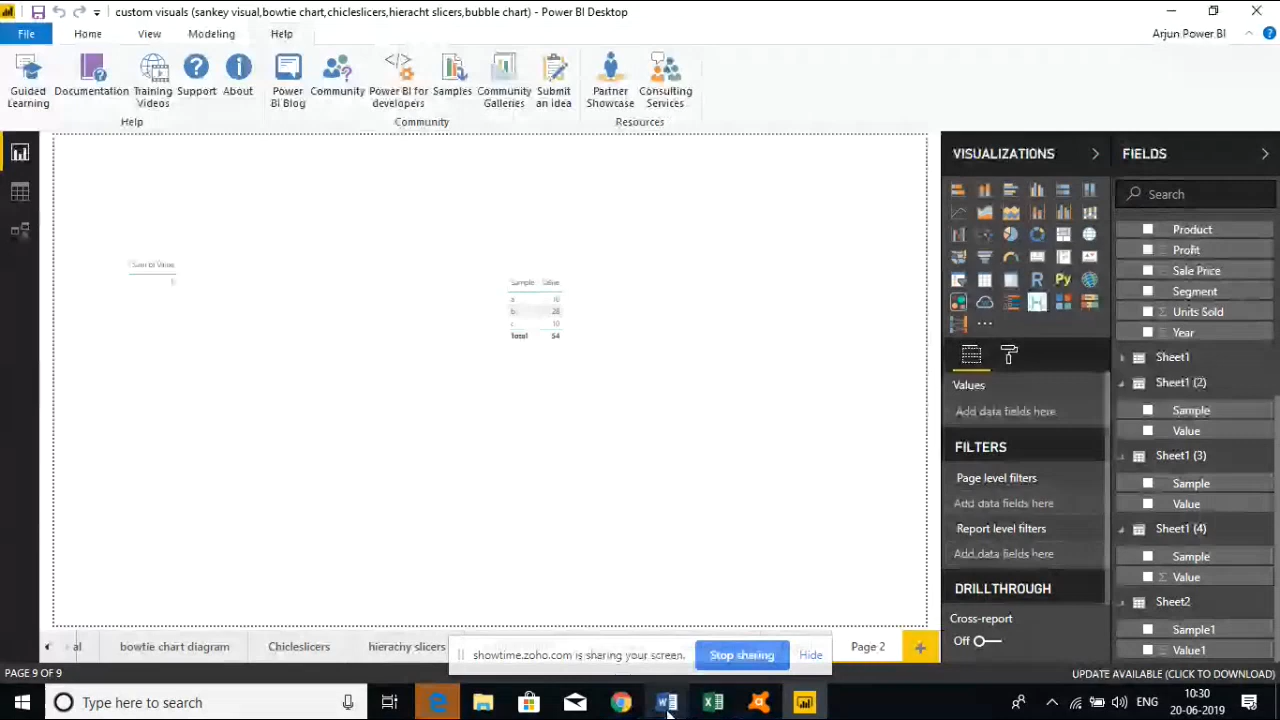 custom visuals (sankey visual,bowtie chart,chicleslicers,hieracht slicers,bubble chart) - Power BI Desktop
File Home View Modeling Help Arjun Power BI
Guided Learning
Documentation
Training Videos
Support
About
Power BI Blog
Community
Power BI for developers
Samples
Community Galleries
Submit an idea
Partner Showcase
Consulting Services
Help Community Resources
VISUALIZATIONS
FIELDS
Search
Product
Profit
Sale Price
Segment
Units Sold
Year
Sheet1
Sheet1 (2)
Sample
Value
Sheet1 (3)
Sample
Value
Sheet1 (4)
Sample
Value
Sheet2
Sample1
Value1
Values
Add data fields here
FILTERS
Page level filters
Add data fields here
Report level filters
Add data fields here
DRILLTHROUGH
Cross-report
Off
Sample Value
a 16
b 28
c 10
Total 54
al bowtie chart diagram Chicleslicers hierachy slicers Page 2
showtime.zoho.com is sharing your screen. Stop sharing Hide
PAGE 9 OF 9
UPDATE AVAILABLE (CLICK TO DOWNLOAD)
Type here to search
ENG
10:30
20-06-2019